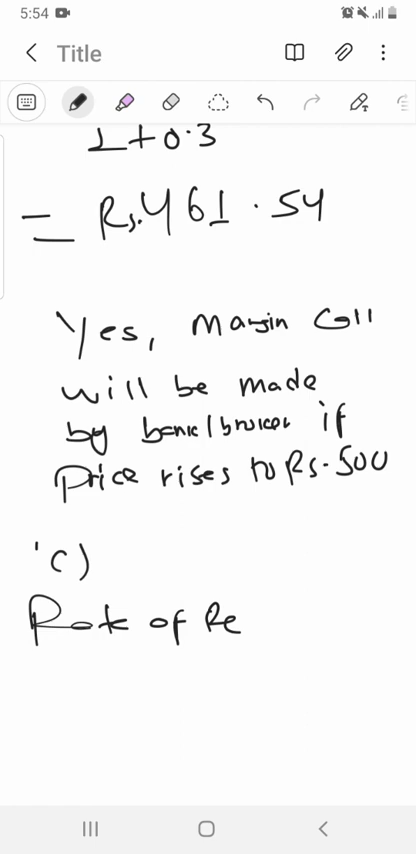 5:54
Title
1+0.3
= Rs.461.54
Yes, Margin Call
will be made
by bank/broker if
Price rises to Rs.500
'c)
Rate of Re